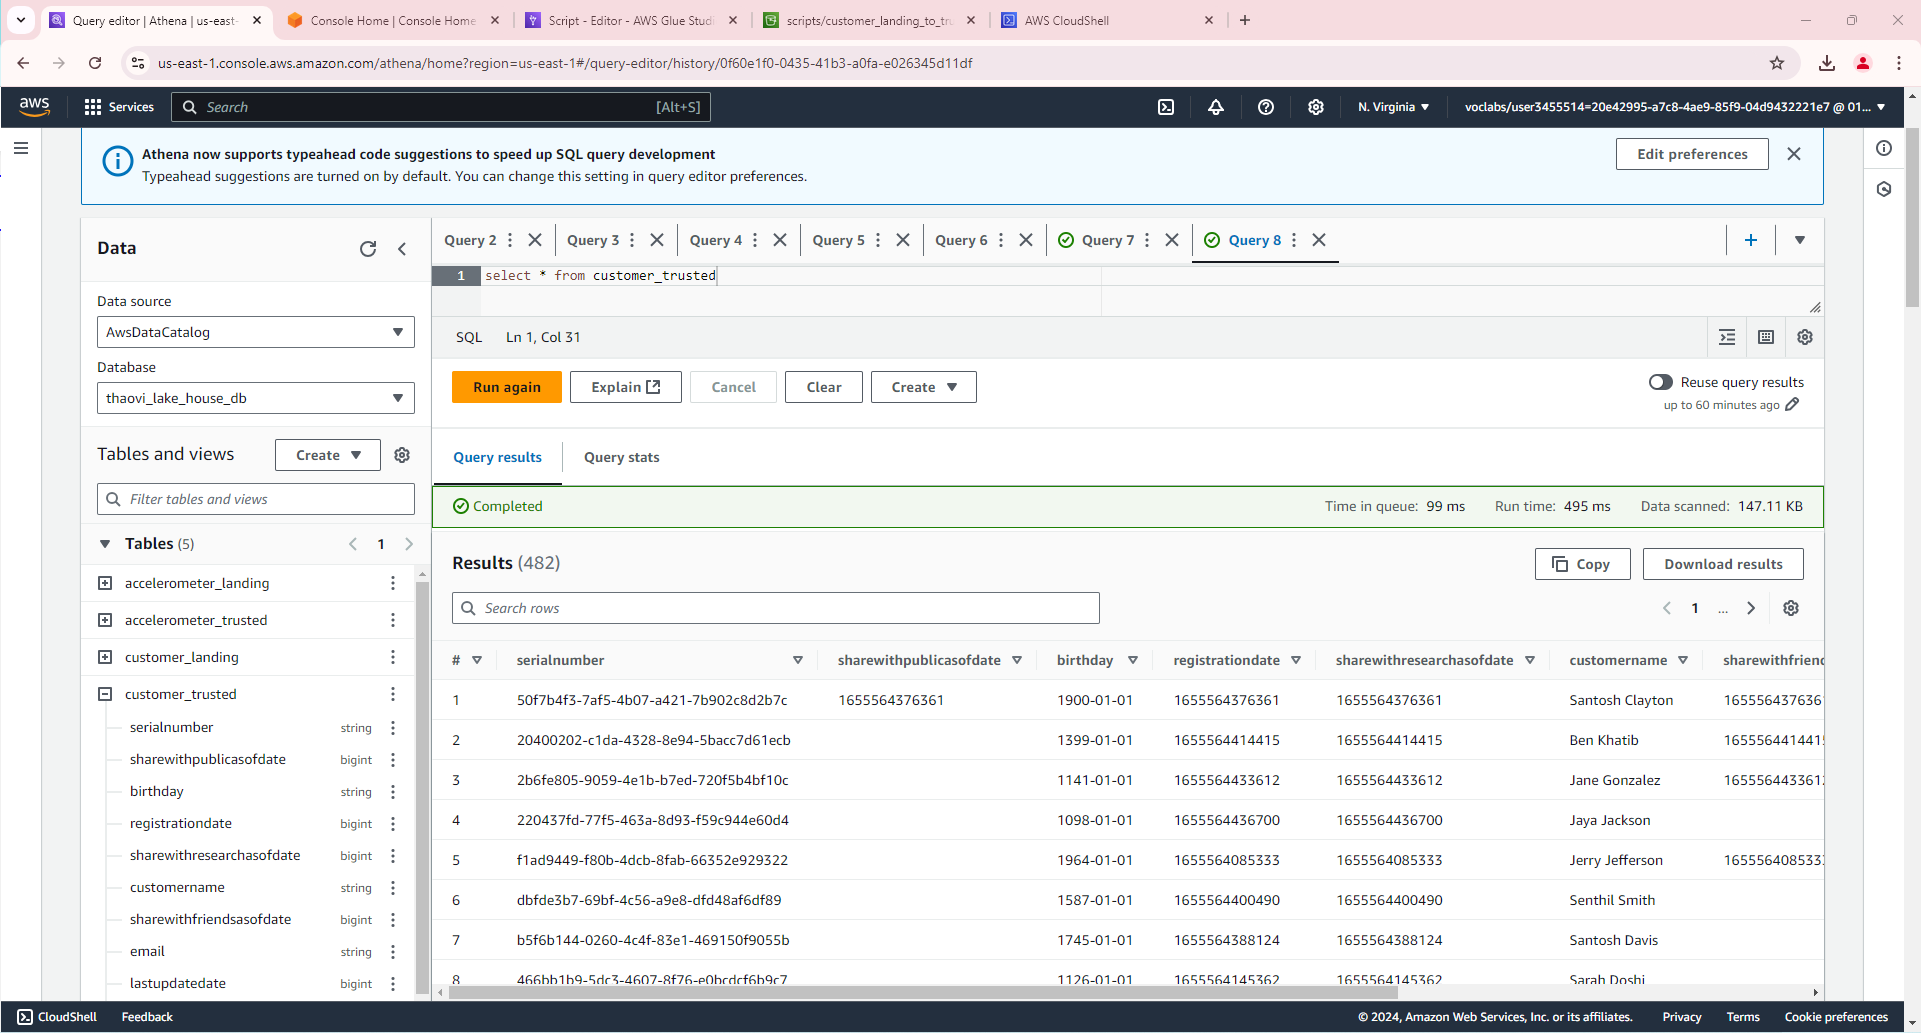 Query editor | Athena | us-east-
Console Home | Console Home
Script - Editor - AWS Glue Studi
scripts/customer_landing_to_tru
AWS CloudShell
us-east-1.console.aws.amazon.com/athena/home?region=us-east-1#/query-editor/history/0f60e1f0-0435-41b3-a0fa-e026345d11df
aws
Services
Search
[Alt+S]
N. Virginia
voclabs/user3455514=20e42995-a7c8-4ae9-85f9-04d9432221e7 @ 01...
Athena now supports typeahead code suggestions to speed up SQL query development
Typeahead suggestions are turned on by default. You can change this setting in query editor preferences.
Edit preferences
Data
Data source
AwsDataCatalog
Database
thaovi_lake_house_db
Tables and views
Create
Filter tables and views
Tables (5)
1
accelerometer_landing
accelerometer_trusted
customer_landing
customer_trusted
serialnumber string
sharewithpublicasofdate bigint
birthday string
registrationdate bigint
sharewithresearchasofdate bigint
customername string
sharewithfriendsasofdate bigint
email string
lastupdatedate bigint
Query 2
Query 3
Query 4
Query 5
Query 6
Query 7
Query 8
1 select * from customer_trusted
SQL Ln 1, Col 31
Run again
Explain
Cancel
Clear
Create
Reuse query results
up to 60 minutes ago
Query results
Query stats
Completed
Time in queue: 99 ms Run time: 495 ms Data scanned: 147.11 KB
Results (482)
Copy
Download results
Search rows
1 ...
# serialnumber sharewithpublicasofdate birthday registrationdate sharewithresearchasofdate customername sharewithfriend
1 50f7b4f3-7af5-4b07-a421-7b902c8d2b7c 1655564376361 1900-01-01 1655564376361 1655564376361 Santosh Clayton 1655564376361
2 20400202-c1da-4328-8e94-5bacc7d61ecb 1399-01-01 1655564414415 1655564414415 Ben Khatib 1655564414415
3 2b6fe805-9059-4e1b-b7ed-720f5b4bf10c 1141-01-01 1655564433612 1655564433612 Jane Gonzalez 1655564433612
4 220437fd-77f5-463a-8d93-f59c944e60d4 1098-01-01 1655564436700 1655564436700 Jaya Jackson
5 f1ad9449-f80b-4dcb-8fab-66352e929322 1964-01-01 1655564085333 1655564085333 Jerry Jefferson 1655564085333
6 dbfde3b7-69bf-4c56-a9e8-dfd48af6df89 1587-01-01 1655564400490 1655564400490 Senthil Smith
7 b5f6b144-0260-4c4f-83e1-469150f9055b 1745-01-01 1655564388124 1655564388124 Santosh Davis
8 466bb1b9-5dc3-4607-8f76-e0bcdcf6b9c7 1126-01-01 1655564145362 1655564145362 Sarah Doshi
CloudShell
Feedback
© 2024, Amazon Web Services, Inc. or its affiliates.
Privacy
Terms
Cookie preferences